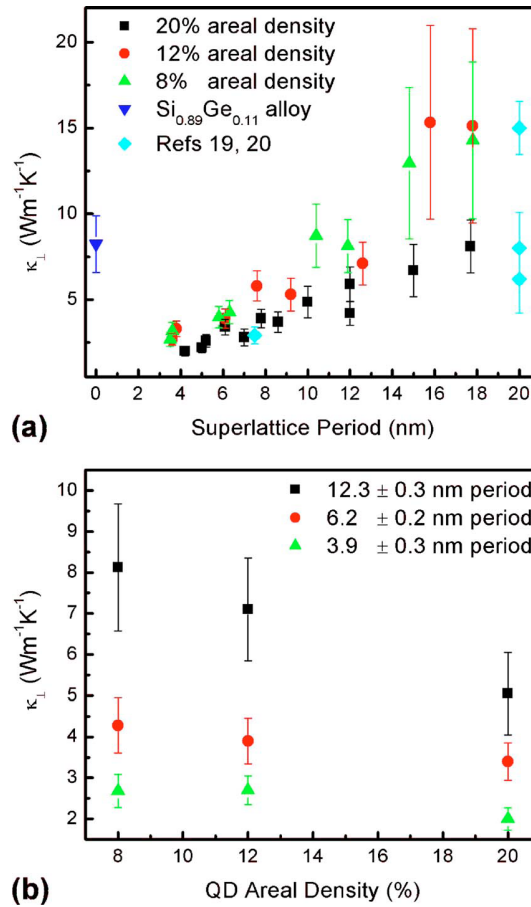 20% areal density
12% areal density
8% areal density
Si0.89Ge0.11 alloy
Refs 19, 20
κ⊥ (Wm-1K-1)
20
15
10
5
0 2 4 6 8 10 12 14 16 18 20
(a)
Superlattice Period (nm)
12.3 ± 0.3 nm period
6.2 ± 0.2 nm period
3.9 ± 0.3 nm period
κ⊥ (Wm-1K-1)
10
9
8
7
6
5
4
3
2
8 10 12 14 16 18 20
(b)
QD Areal Density (%)